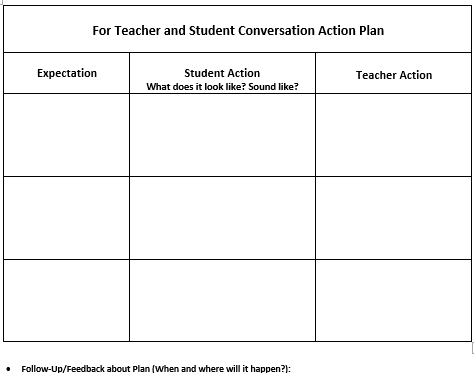 For Teacher and Student Conversation Action Plan
Expectation
Student Action
What does it look like? Sound like?
Teacher Action
• Follow-Up/Feedback about Plan (When and where will it happen?):